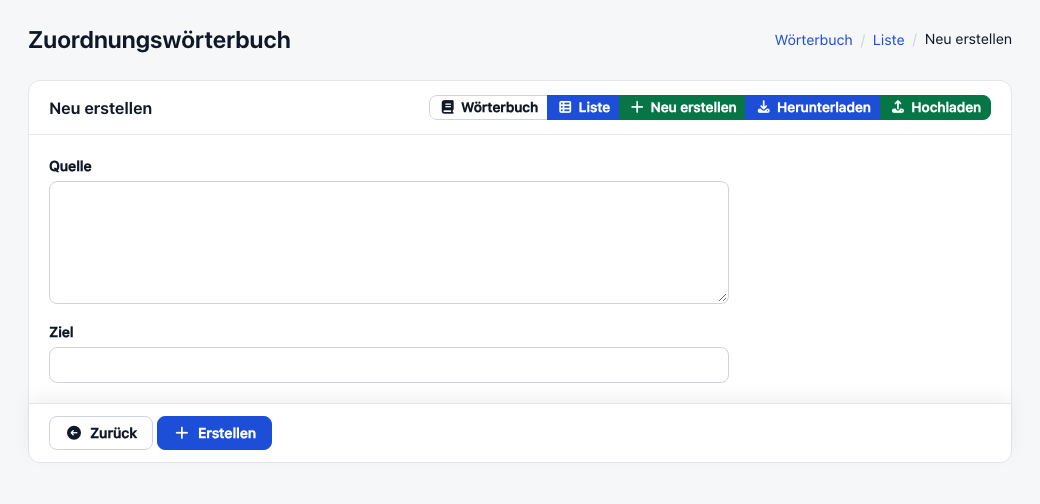 Zuordnungswörterbuch
Wörterbuch / Liste / Neu erstellen
Neu erstellen
Wörterbuch Liste Neu erstellen Herunterladen Hochladen
Quelle
Ziel
Zurück Erstellen